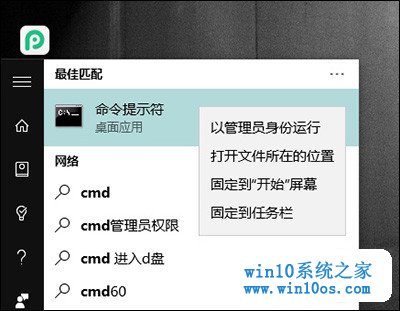 最佳匹配
命令提示符
桌面应用
以管理员身份运行
打开文件所在的位置
固定到"开始"屏幕
固定到任务栏
网络
cmd
cmd管理员权限
cmd 进入d盘
cmd60
win10系统之家
www.win10os.com